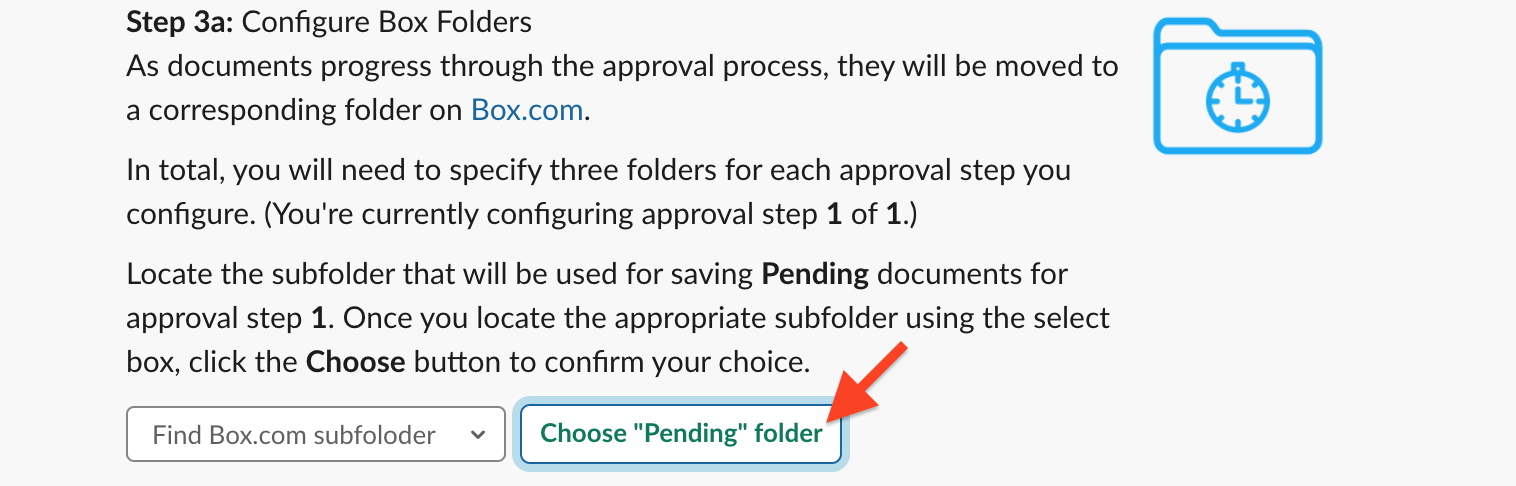 Step 3a: Configure Box Folders
As documents progress through the approval process, they will be moved to
a corresponding folder on Box.com.
In total, you will need to specify three folders for each approval step you
configure. (You're currently configuring approval step 1 of 1.)
Locate the subfolder that will be used for saving Pending documents for
approval step 1. Once you locate the appropriate subfolder using the select
box, click the Choose button to confirm your choice.
Find Box.com subfoloder
Choose "Pending" folder